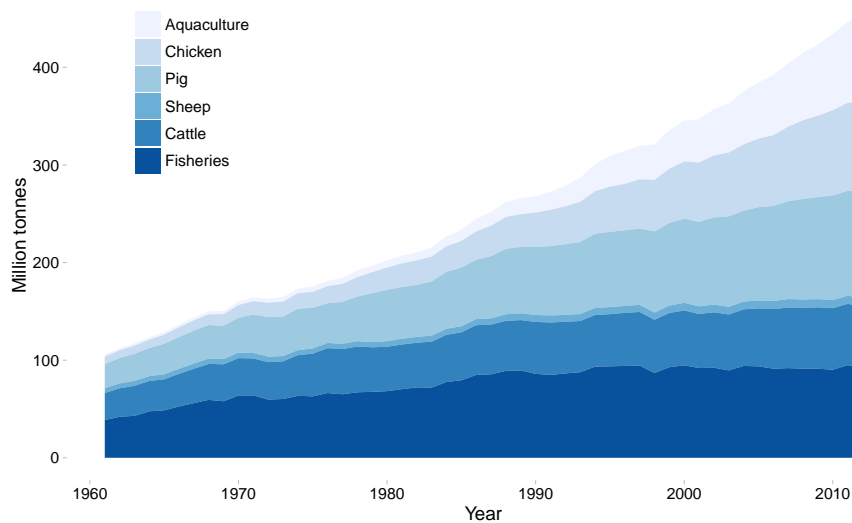 Aquaculture
Chicken
Pig
Sheep
Cattle
Fisheries
Million tonnes
400
300
200
100
0
1960
1970
1980
1990
2000
2010
Year